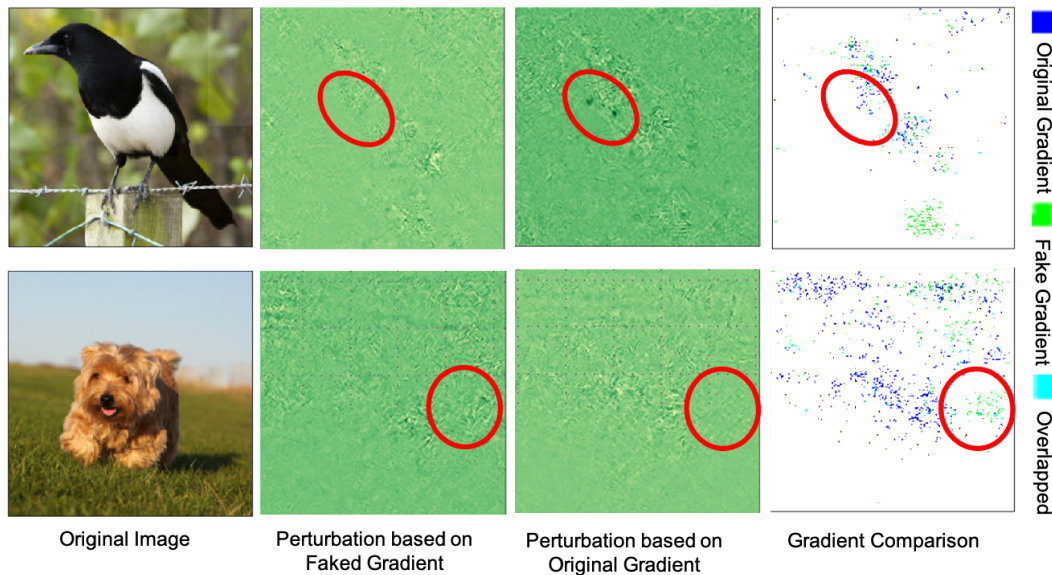 Original Image
Perturbation based on
Faked Gradient
Perturbation based on
Original Gradient
Gradient Comparison
Original Gradient
Fake Gradient
Overlapped